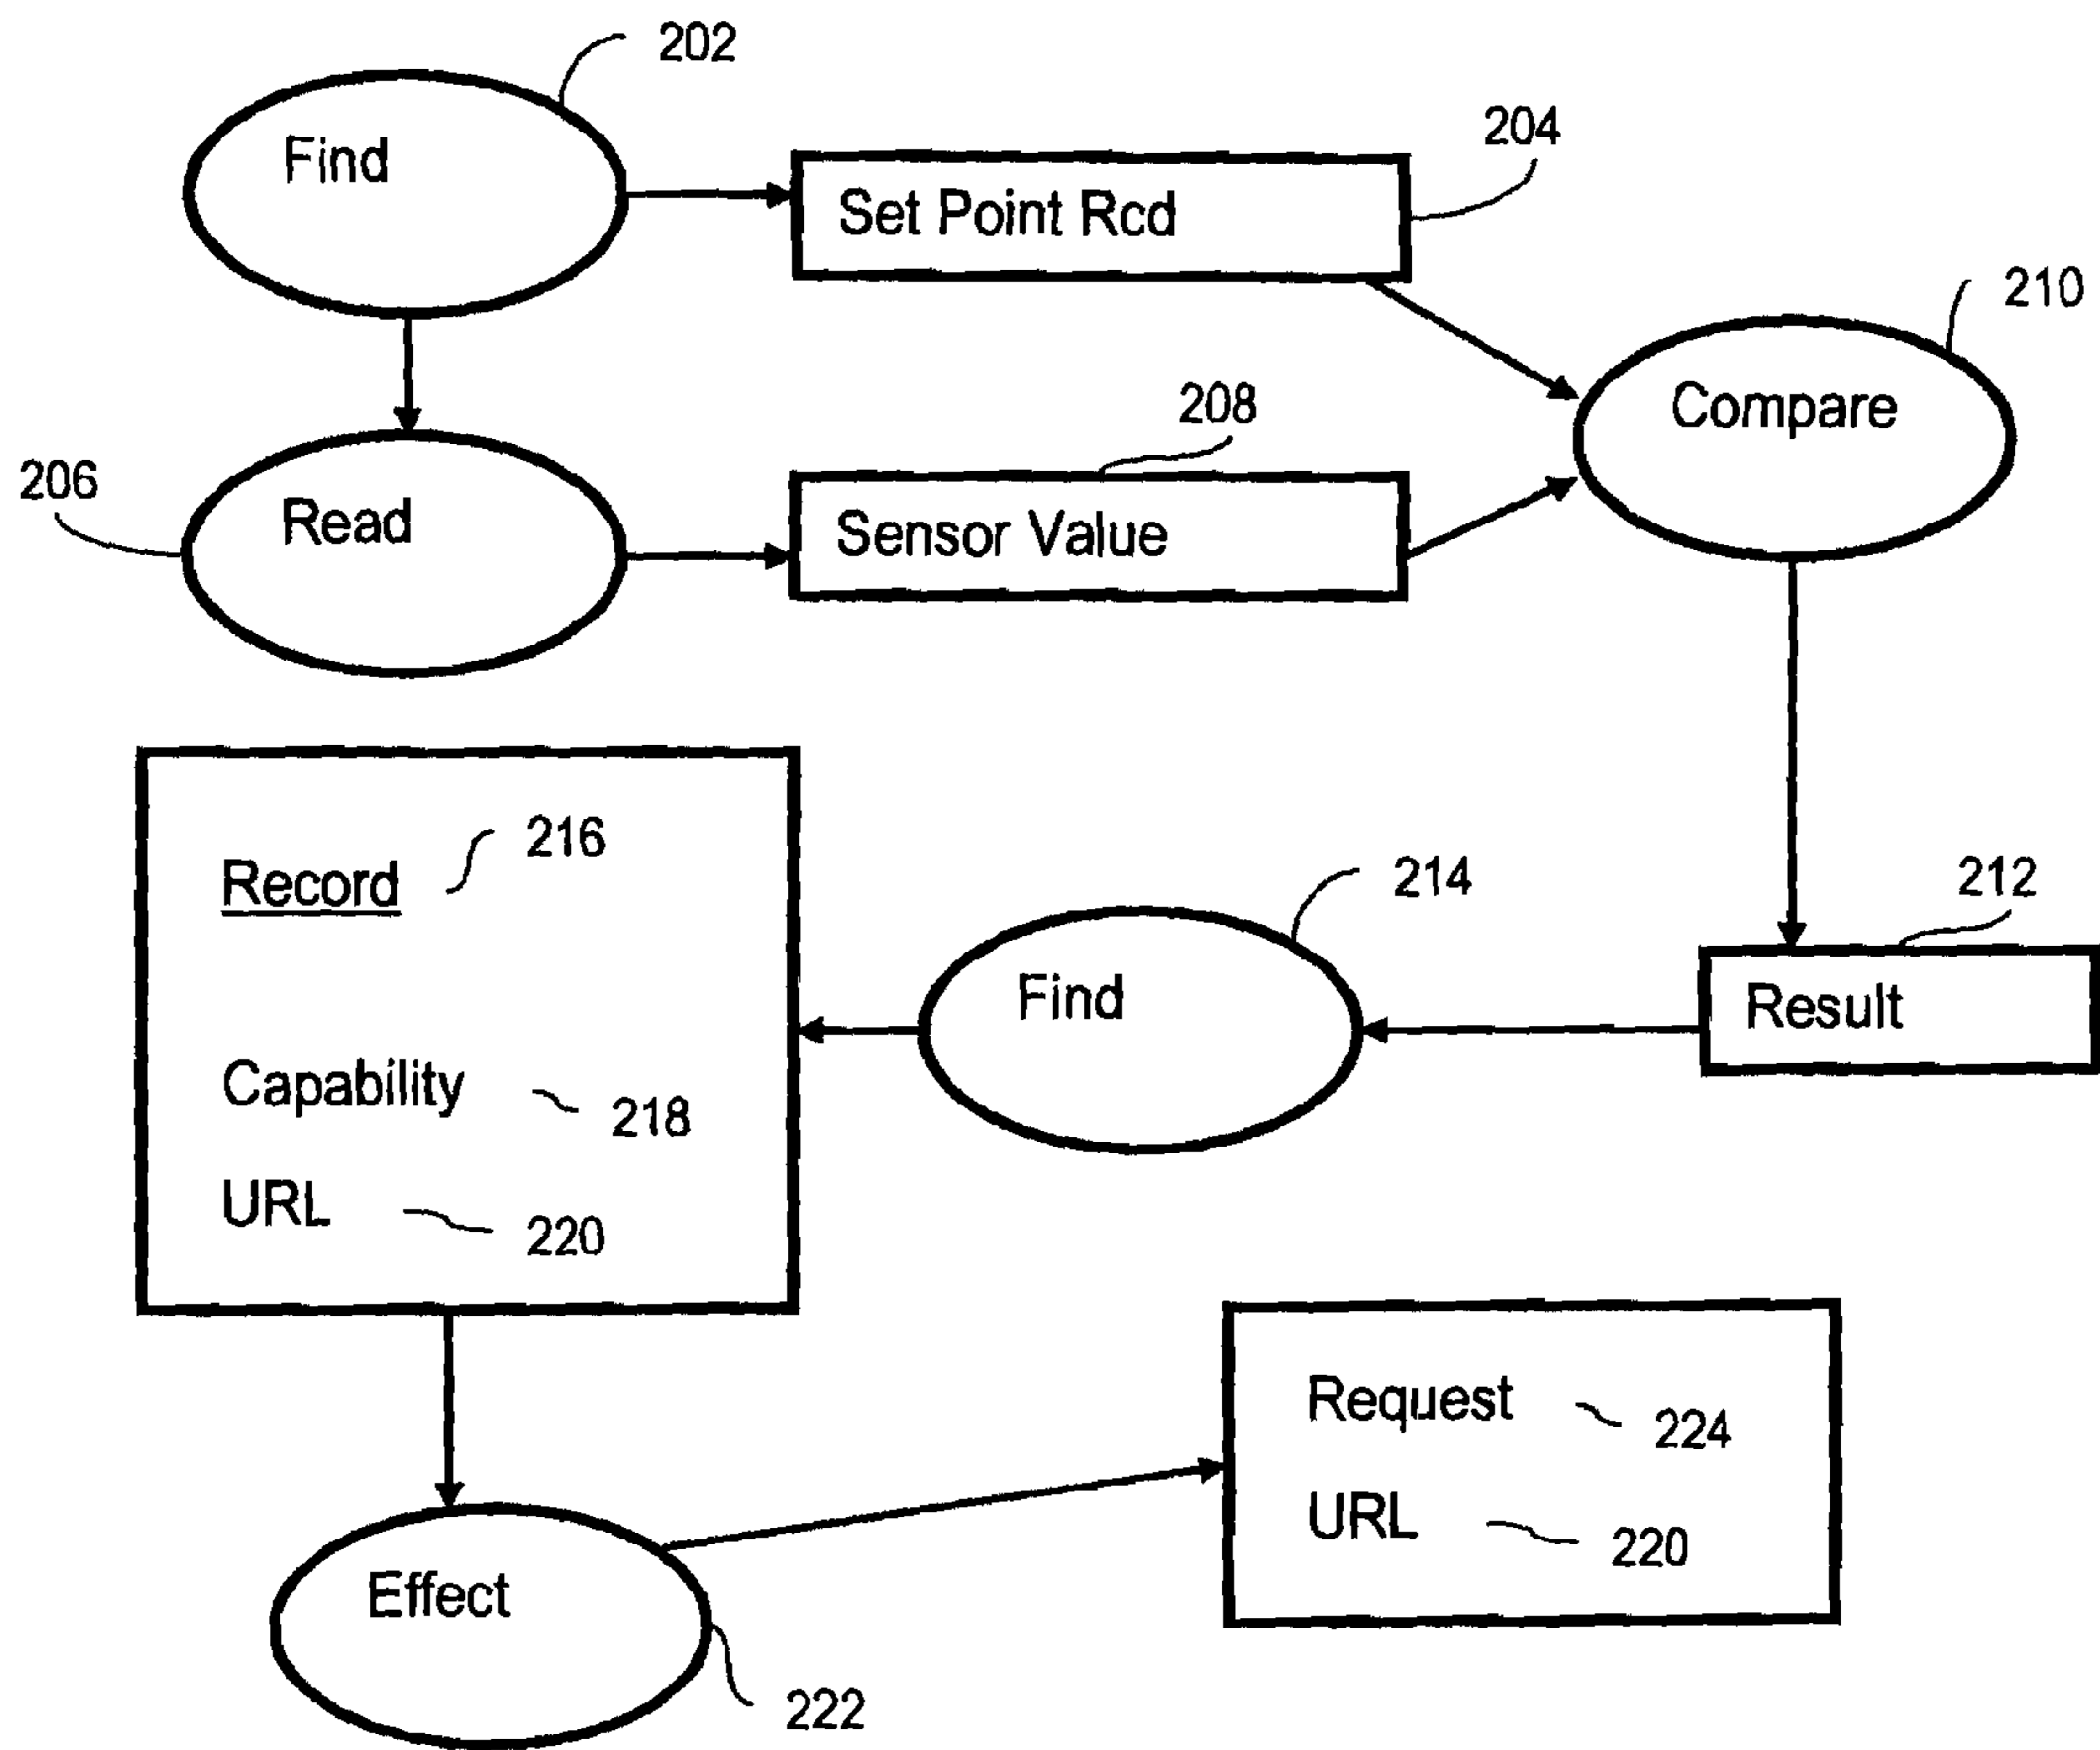 202
Find
204
Set Point Rcd
210
Compare
208
206
Read
Sensor Value
216
Record
214
212
Find
Result
Capability
218
URL
220
Request
224
URL
220
Effect
222